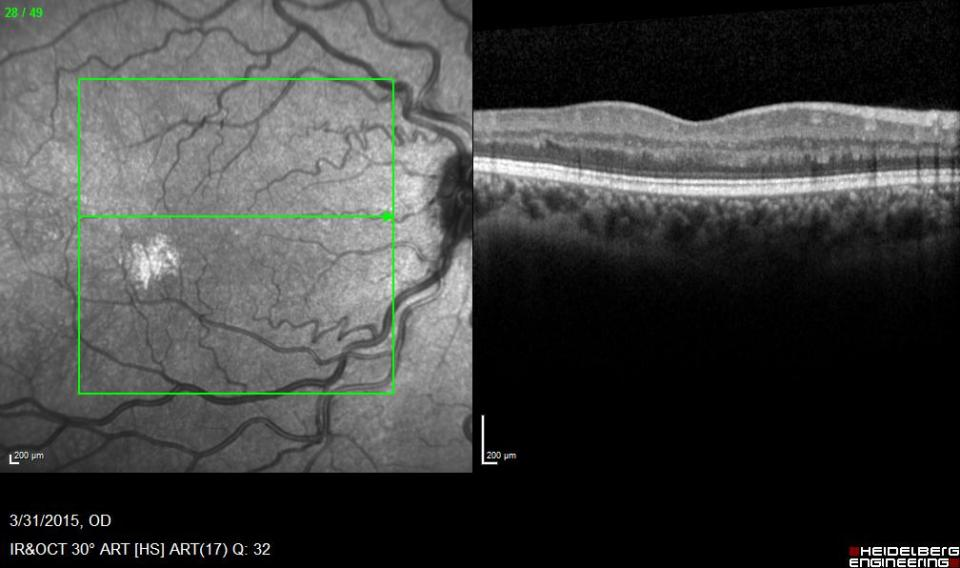 28 / 49
200 µm
200 µm
3/31/2015, OD
IR&OCT 30° ART [HS] ART(17) Q: 32
HEIDELBERG
ENGINEERING